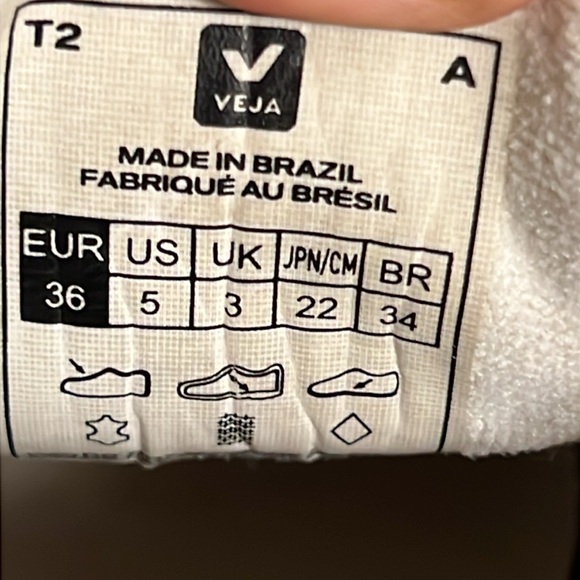 T2
V
VEJA
A
MADE IN BRAZIL
FABRIQUÉ AU BRÉSIL
EUR US UK JPN/CM BR
36 5 3 22 34